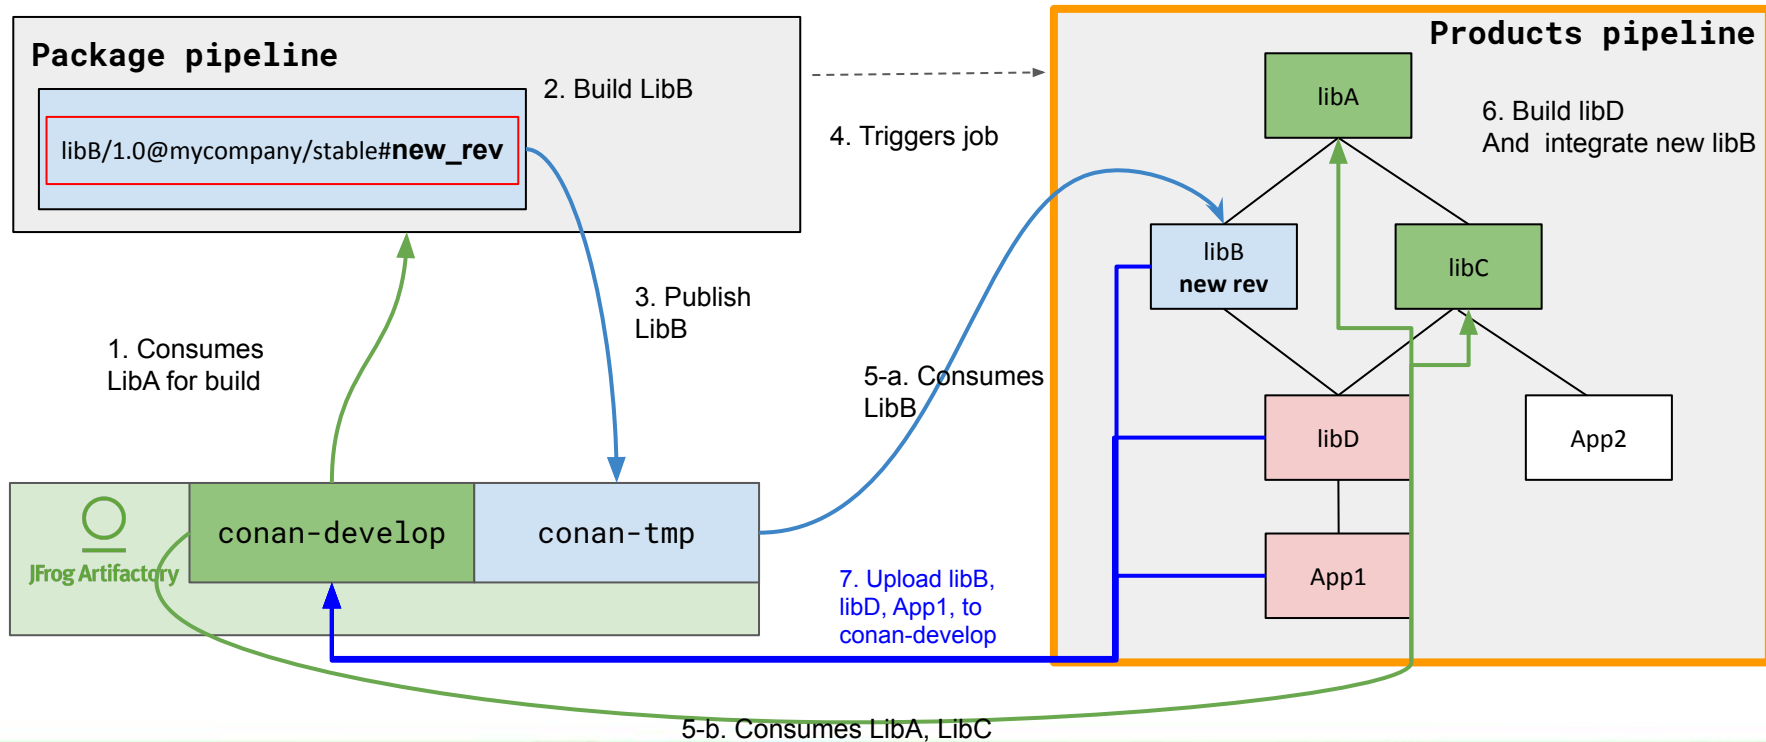 Package pipeline
2. Build LibB
libB/1.0@mycompany/stable#new_rev
4. Triggers job
Products pipeline
libA
6. Build libD
And integrate new libB
libB
new rev
libC
3. Publish
LibB
1. Consumes
LibA for build
5-a. Consumes
LibB
libD
App2
JFrog Artifactory
conan-develop
conan-tmp
App1
7. Upload libB,
libD, App1, to
conan-develop
5-b. Consumes LibA, LibC